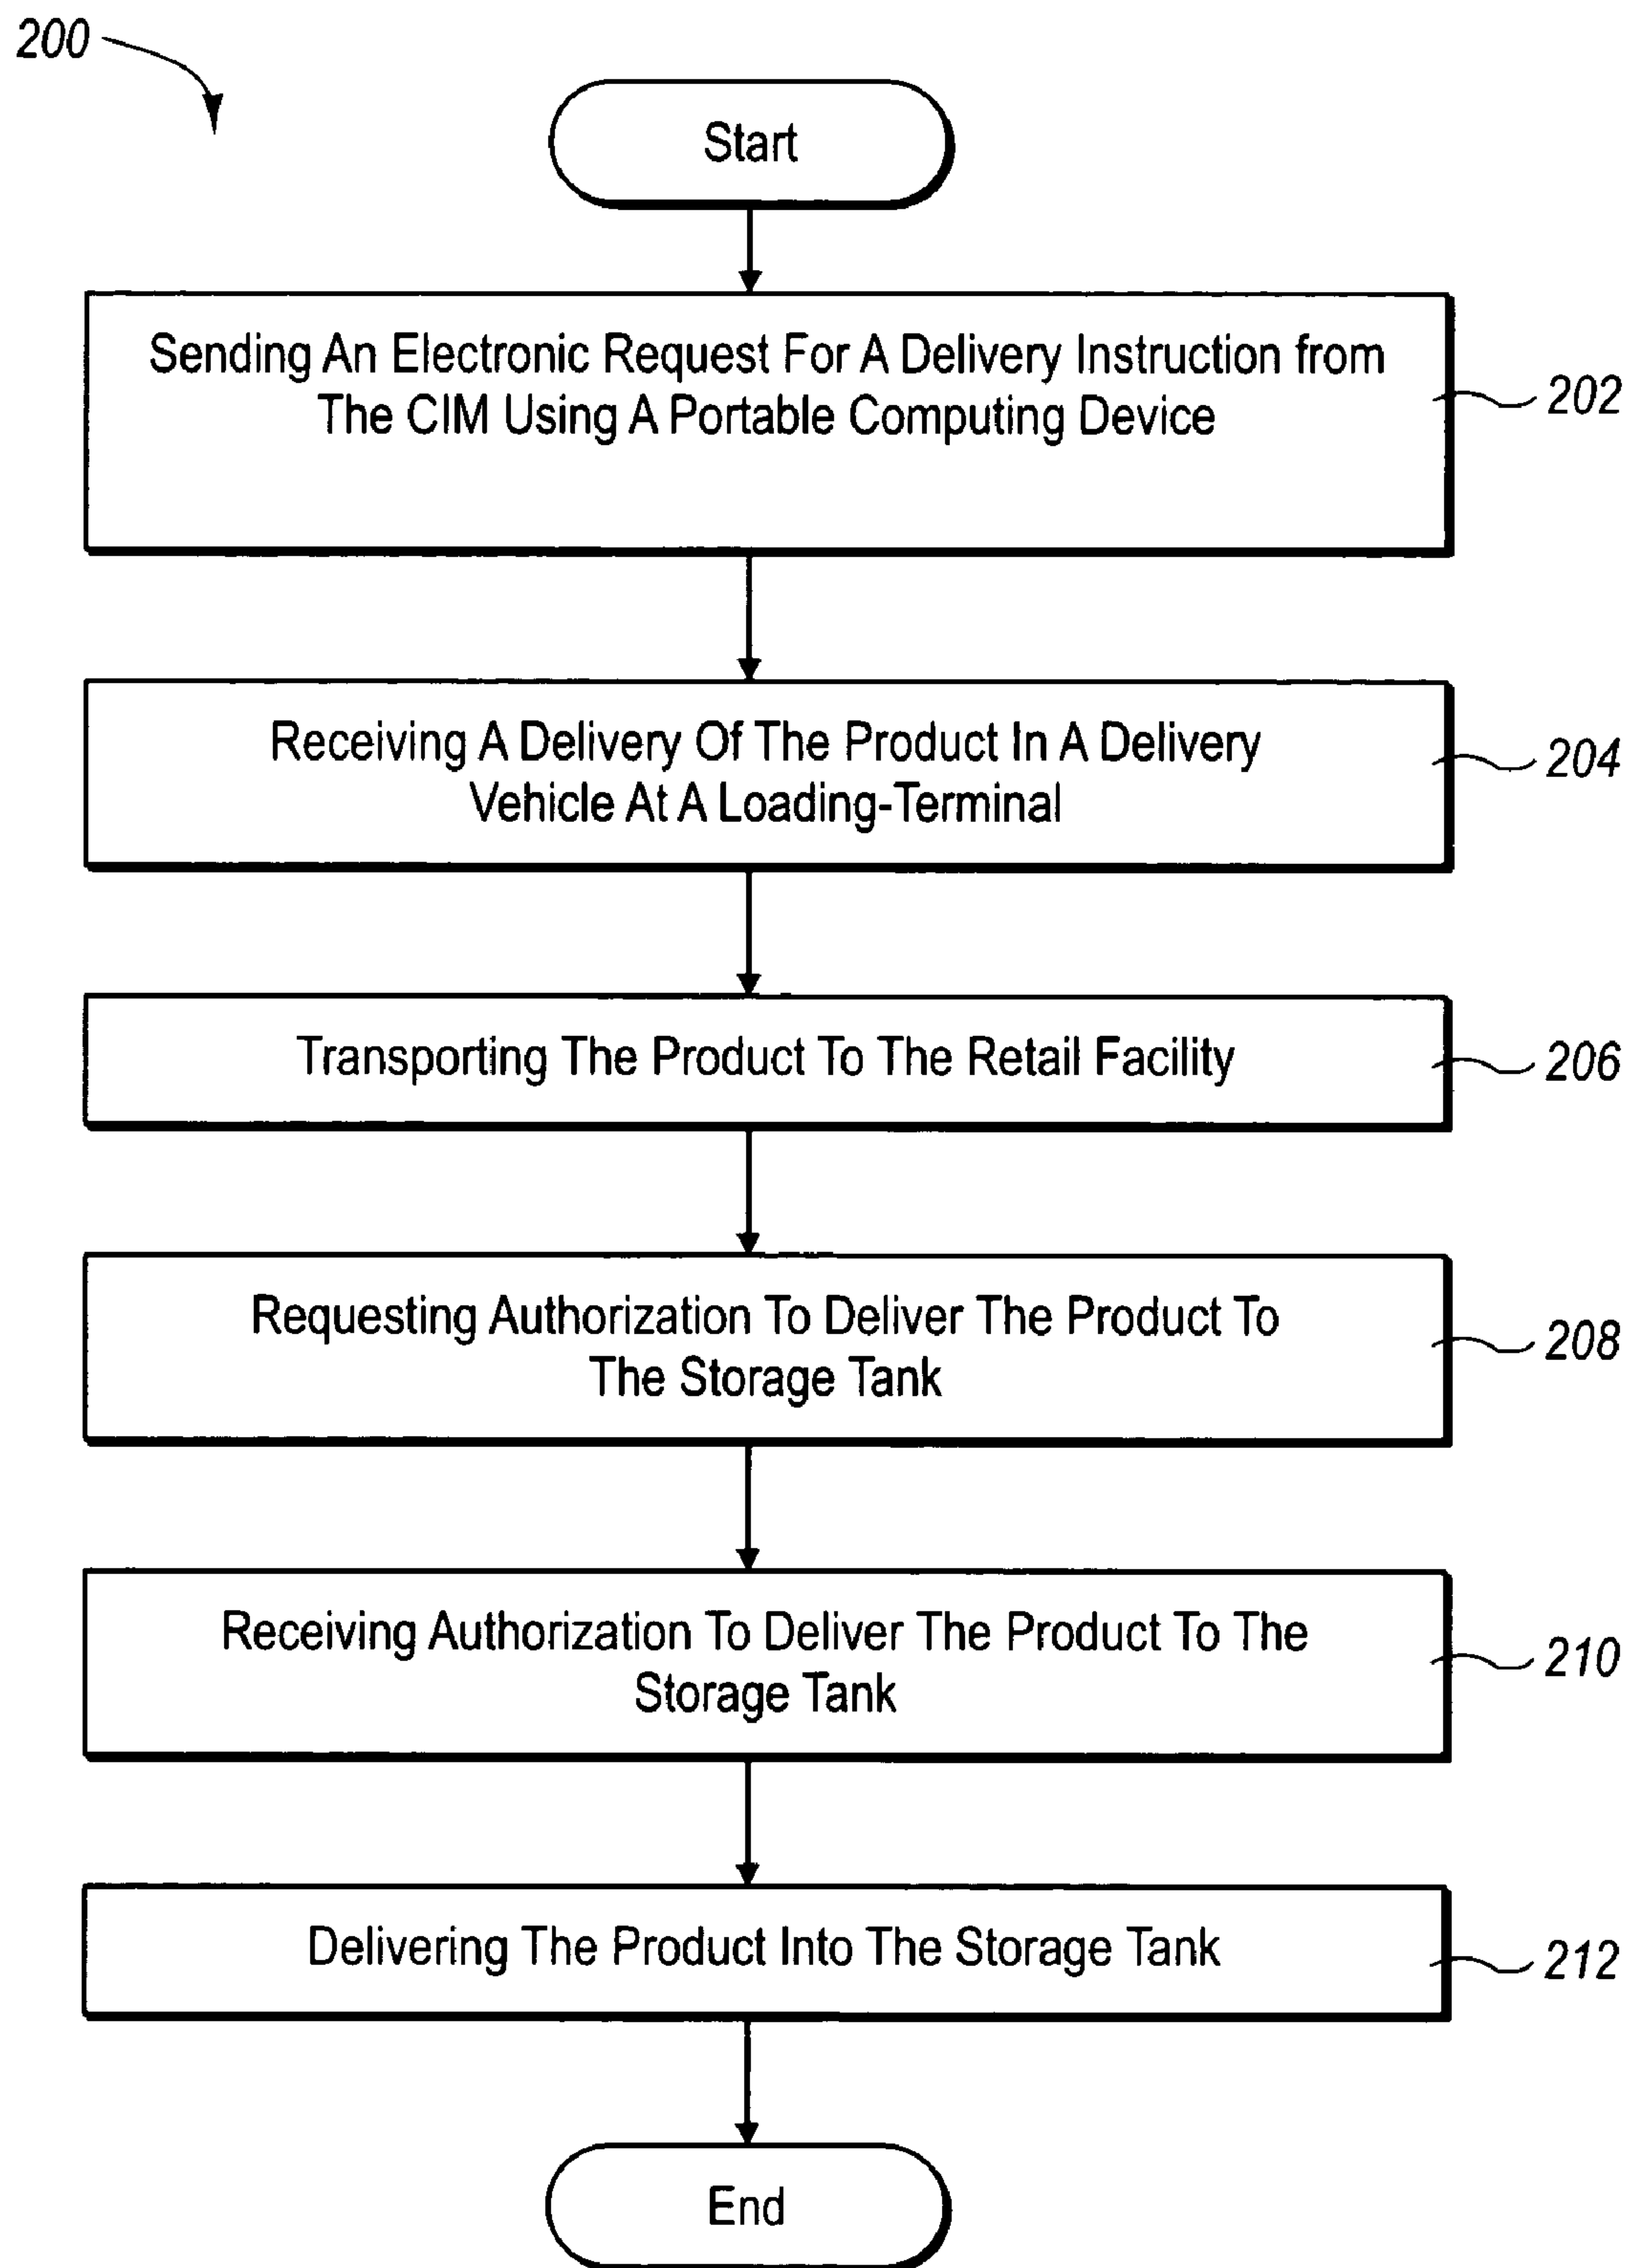 200
Start
Sending An Electronic Request For A Delivery Instruction from
The CIM Using A Portable Computing Device
202
Receiving A Delivery Of The Product In A Delivery
Vehicle At A Loading-Terminal
204
Transporting The Product To The Retail Facility
206
Requesting Authorization To Deliver The Product To
The Storage Tank
208
Receiving Authorization To Deliver The Product To The
Storage Tank
210
Delivering The Product Into The Storage Tank
212
End